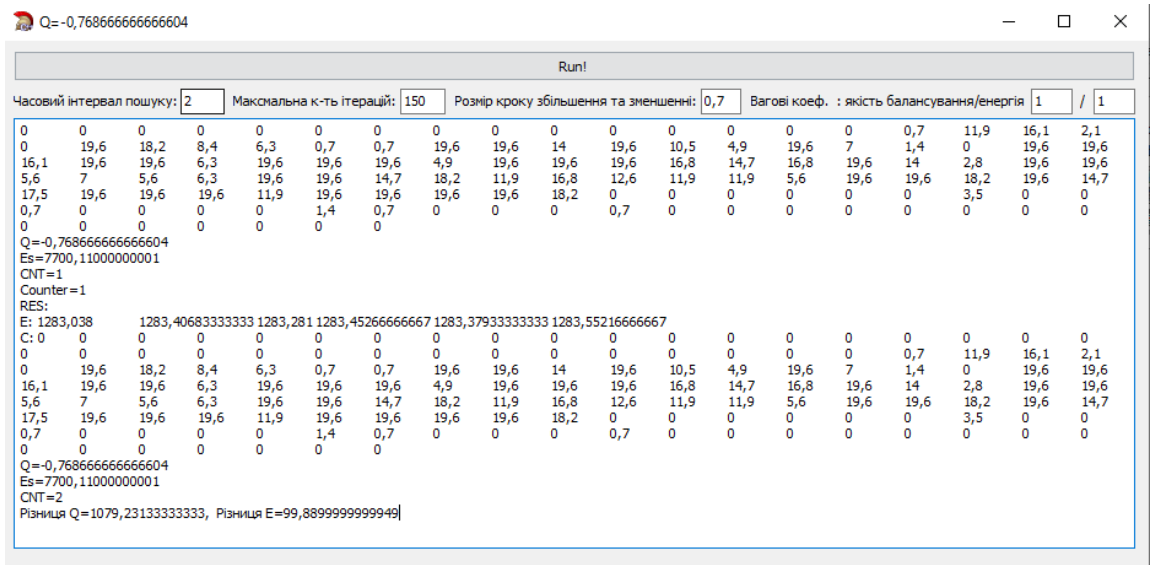 Q=-0,768666666666604
Run!
Часовий інтервал пошуку: 2 Макcмальна к-ть ітерацій: 150 Розмір кроку збільшення та зменшенні: 0,7 Вагові коеф. : якість балансування/енергія 1 / 1
0 0 0 0 0 0 0 0 0 0 0 0 0 0 0 0,7 11,9 16,1 2,1
0 19,6 18,2 8,4 6,3 0,7 0,7 19,6 19,6 14 19,6 10,5 4,9 19,6 7 1,4 0 19,6 19,6
16,1 19,6 19,6 6,3 19,6 19,6 19,6 4,9 19,6 19,6 19,6 16,8 14,7 16,8 19,6 14 2,8 19,6 19,6
5,6 7 5,6 6,3 19,6 19,6 14,7 18,2 11,9 16,8 12,6 11,9 11,9 5,6 19,6 19,6 18,2 19,6 14,7
17,5 19,6 19,6 19,6 11,9 19,6 19,6 19,6 19,6 18,2 0 0 0 0 0 0 3,5 0 0
0,7 0 0 0 0 1,4 0,7 0 0 0 0,7 0 0 0 0 0 0 0 0
0 0 0 0 0 0 0
Q=-0,768666666666604
Es=7700,11000000001
CNT=1
Counter=1
RES:
E: 1283,038 1283,40683333333 1283,281 1283,45266666667 1283,37933333333 1283,55216666667
C: 0 0 0 0 0 0 0 0 0 0 0 0 0 0 0 0 0 0 0
0 0 0 0 0 0 0 0 0 0 0 0 0 0 0 0,7 11,9 16,1 2,1
0 19,6 18,2 8,4 6,3 0,7 0,7 19,6 19,6 14 19,6 10,5 4,9 19,6 7 1,4 0 19,6 19,6
16,1 19,6 19,6 6,3 19,6 19,6 19,6 4,9 19,6 19,6 19,6 16,8 14,7 16,8 19,6 14 2,8 19,6 19,6
5,6 7 5,6 6,3 19,6 19,6 14,7 18,2 11,9 16,8 12,6 11,9 11,9 5,6 19,6 19,6 18,2 19,6 14,7
17,5 19,6 19,6 19,6 11,9 19,6 19,6 19,6 19,6 18,2 0 0 0 0 0 0 3,5 0 0
0,7 0 0 0 0 1,4 0,7 0 0 0 0,7 0 0 0 0 0 0 0 0
0 0 0 0 0 0 0
Q=-0,768666666666604
Es=7700,11000000001
CNT=2
Різниця Q=1079,23133333333, Різниця E=99,8899999999949